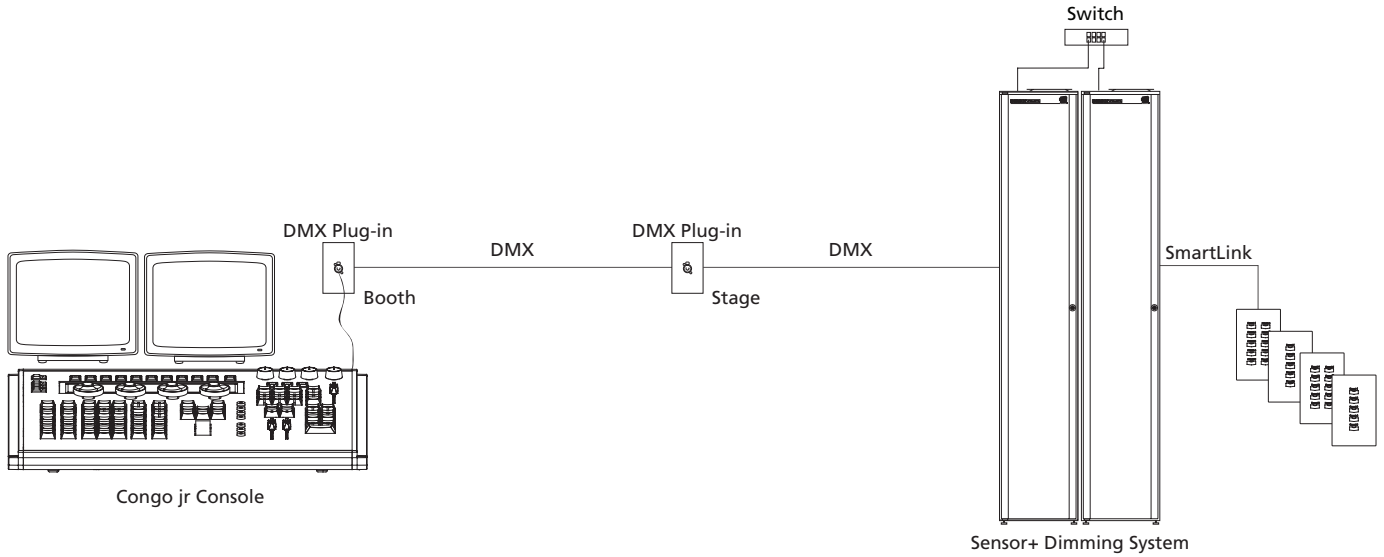 Switch
DMX Plug-in
DMX
DMX Plug-in
DMX
SmartLink
Booth
Stage
Congo jr Console
Sensor+ Dimming System